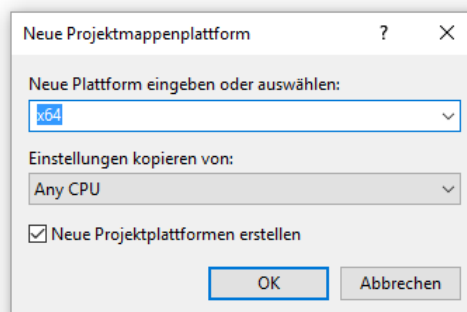 Neue Projektmappenplattform
Neue Plattform eingeben oder auswählen:
x64
Einstellungen kopieren von:
Any CPU
Neue Projektplattformen erstellen
OK Abbrechen